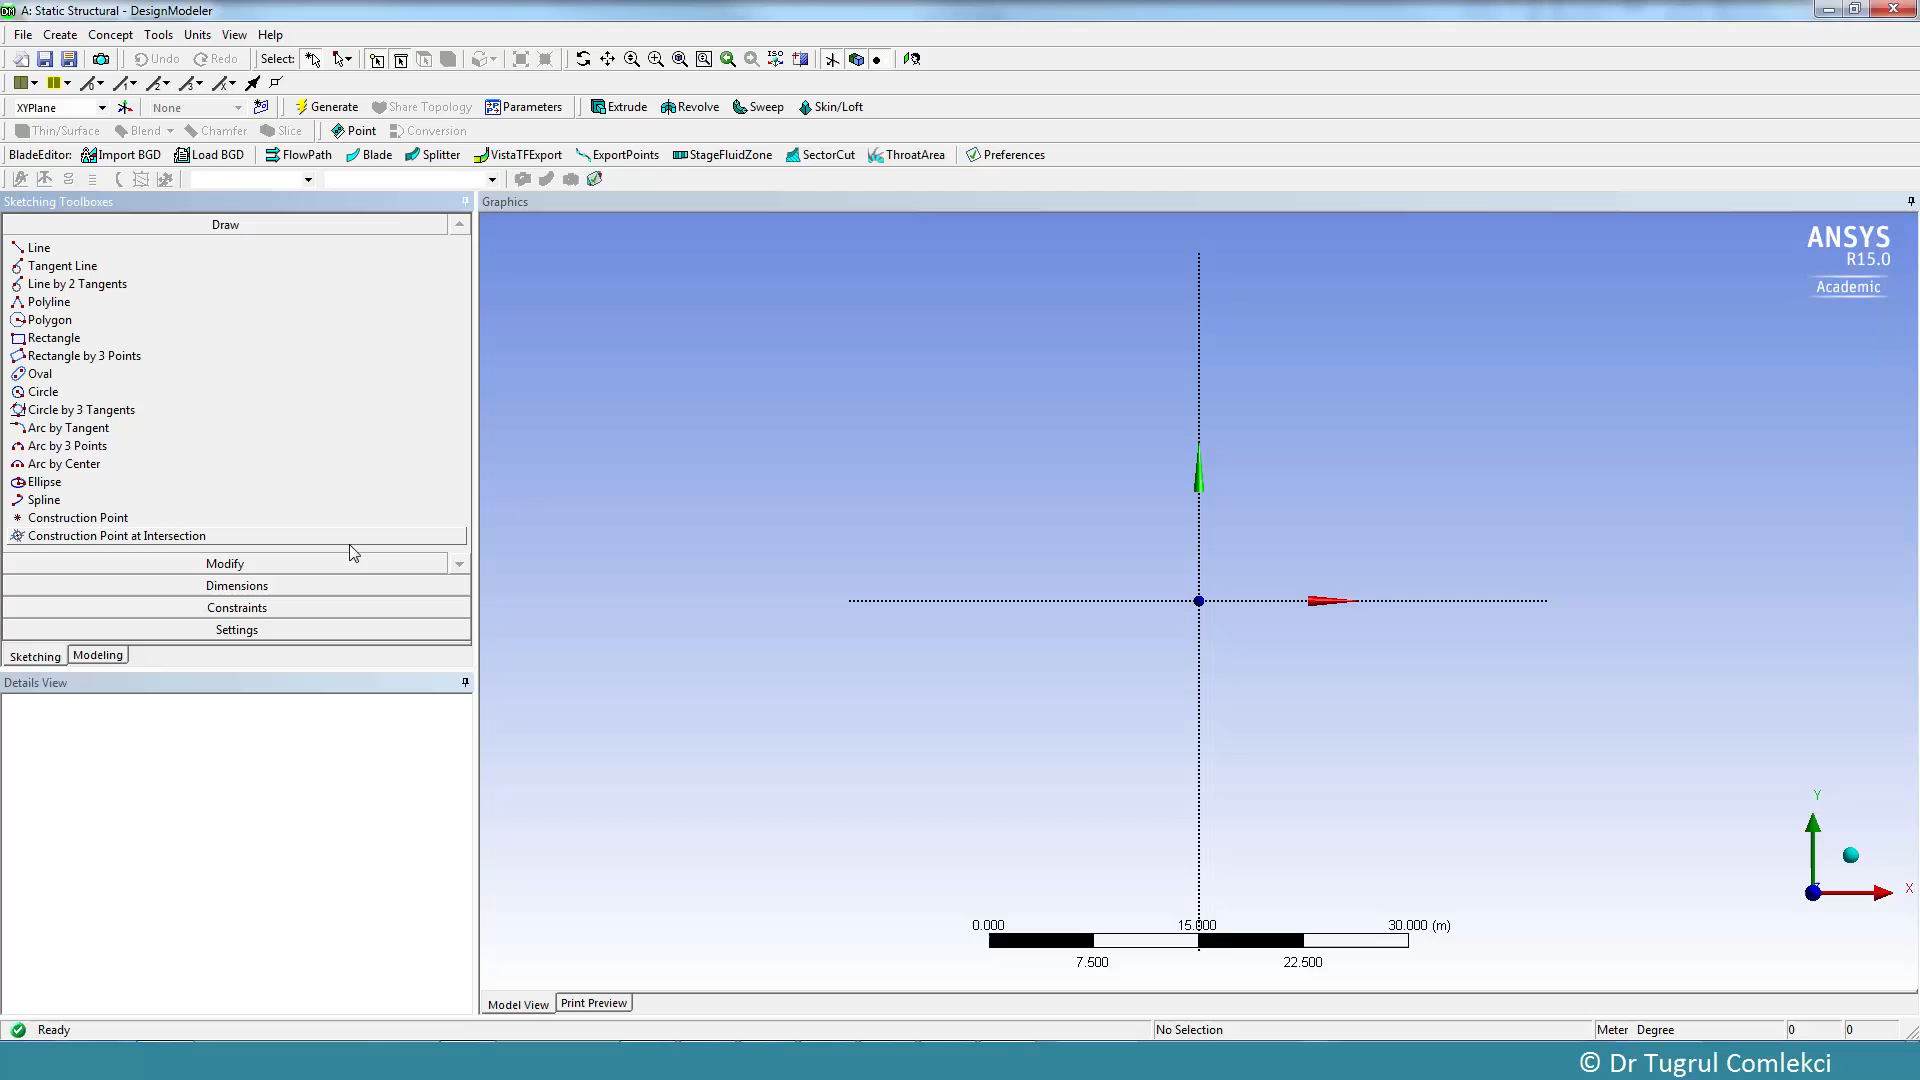 A: Static Structural - DesignModeler
File Create Concept Tools Units View Help
Undo Redo Select: ISO
XYPlane None Generate Share Topology Parameters Extrude Revolve Sweep Skin/Loft
Thin/Surface Blend Chamfer Slice Point Conversion
BladeEditor: Import BGD Load BGD FlowPath Blade Splitter VistaTFExport ExportPoints StageFluidZone SectorCut ThroatArea Preferences
Sketching Toolboxes
Draw
Line
Tangent Line
Line by 2 Tangents
Polyline
Polygon
Rectangle
Rectangle by 3 Points
Oval
Circle
Circle by 3 Tangents
Arc by Tangent
Arc by 3 Points
Arc by Center
Ellipse
Spline
Construction Point
Construction Point at Intersection
Modify
Dimensions
Constraints
Settings
Sketching Modeling
Details View
Graphics
ANSYS
R15.0
Academic
Y
X
0.000 15.000 30.000 (m)
7.500 22.500
Model View Print Preview
Ready No Selection Meter Degree 0 0
© Dr Tugrul Comlekci